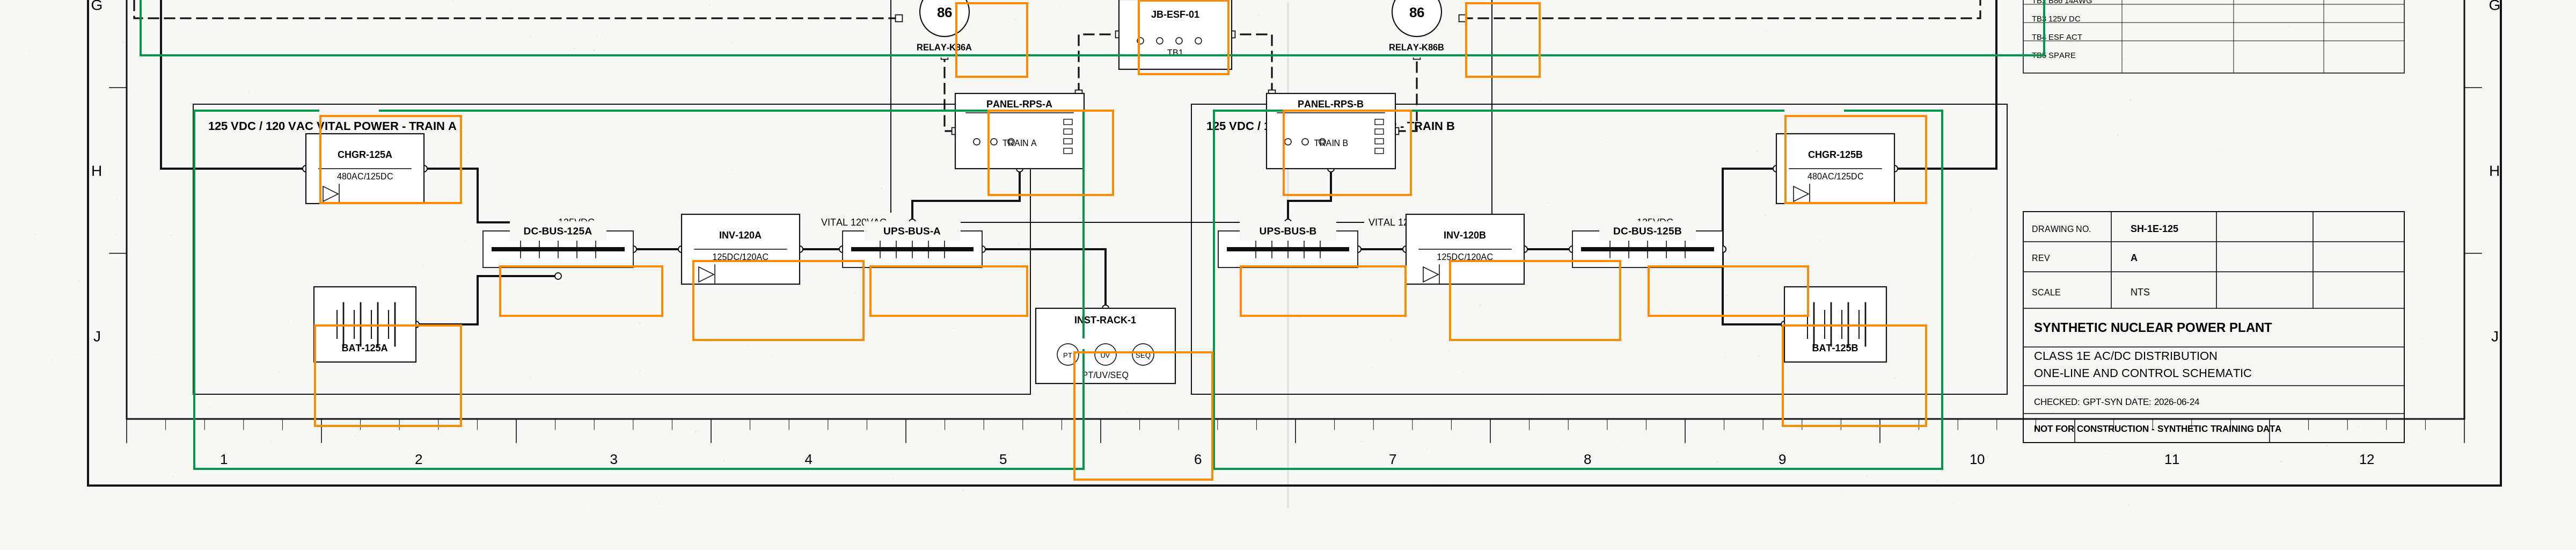 G
86
RELAY-K86A
JB-ESF-01
TB1
86
RELAY-K86B
TB2 B86 14AWG
TB3 125V DC
TB4 ESF ACT
TB5 SPARE
G
125 VDC / 120 VAC VITAL POWER - TRAIN A
PANEL-RPS-A
TRAIN A
125 VDC / 1
- TRAIN B
PANEL-RPS-B
TRAIN B
H
CHGR-125A
480AC/125DC
CHGR-125B
480AC/125DC
H
125VDC
DC-BUS-125A
INV-120A
125DC/120AC
VITAL 120VAC
UPS-BUS-A
UPS-BUS-B
VITAL 12
INV-120B
125DC/120AC
125VDC
DC-BUS-125B
DRAWING NO.
SH-1E-125
REV
A
SCALE
NTS
J
BAT-125A
INST-RACK-1
PT
UV
SEQ
PT/UV/SEQ
BAT-125B
J
SYNTHETIC NUCLEAR POWER PLANT
CLASS 1E AC/DC DISTRIBUTION
ONE-LINE AND CONTROL SCHEMATIC
CHECKED: GPT-SYN DATE: 2026-06-24
NOT FOR CONSTRUCTION - SYNTHETIC TRAINING DATA
1 2 3 4 5 6 7 8 9 10 11 12